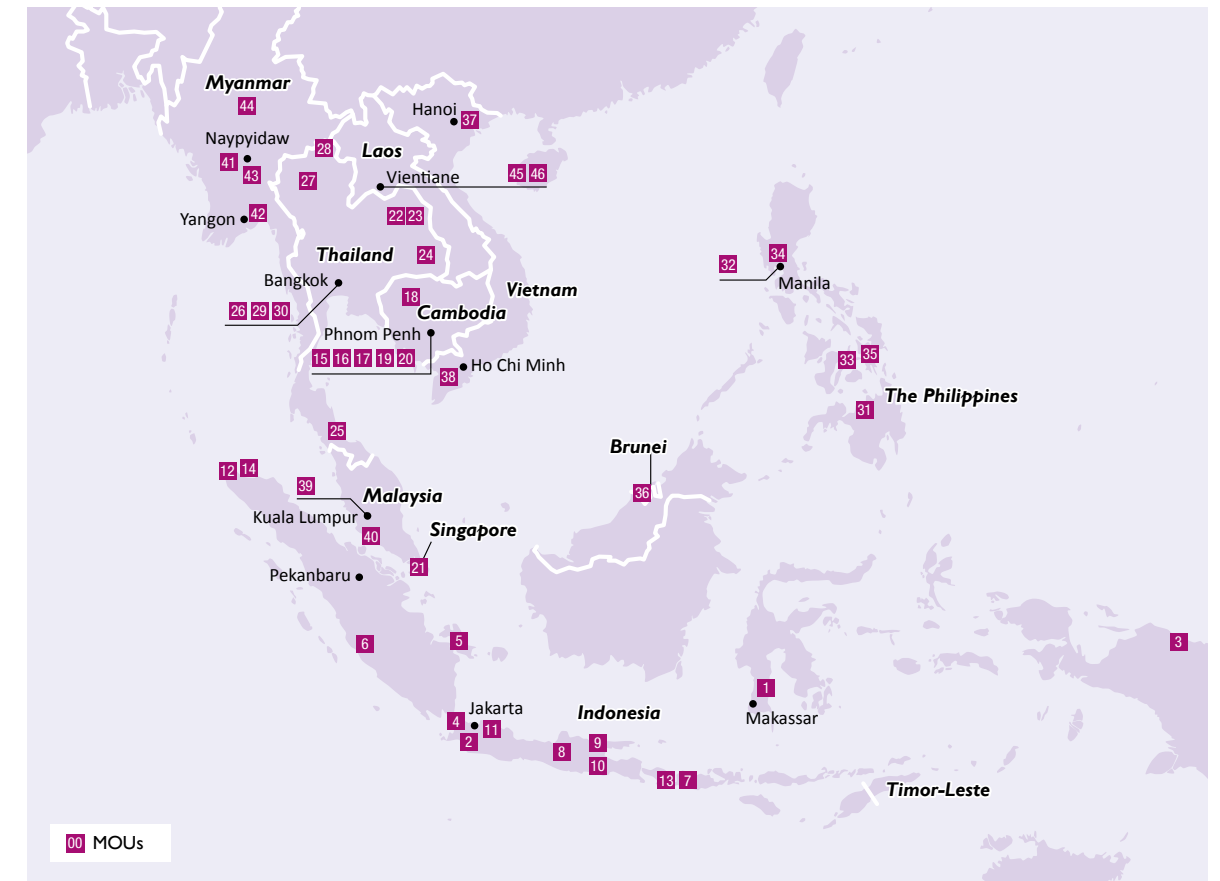 Myanmar
44
Hanoi
37
Naypyidaw
28
Laos
41
43
27
Vientiane
45 46
Yangon
42
22 23
Thailand
24
32
34
Manila
Bangkok
26 29 30
18
Vietnam
Cambodia
Phnom Penh
15 16 17 19 20
38
Ho Chi Minh
33
35
31
The Philippines
25
Brunei
36
12
14
39
Malaysia
Kuala Lumpur
40
Singapore
21
Pekanbaru
6
5
3
1
Makassar
Jakarta
4
11
2
Indonesia
8
9
10
13 7
Timor-Leste
00 MOUs